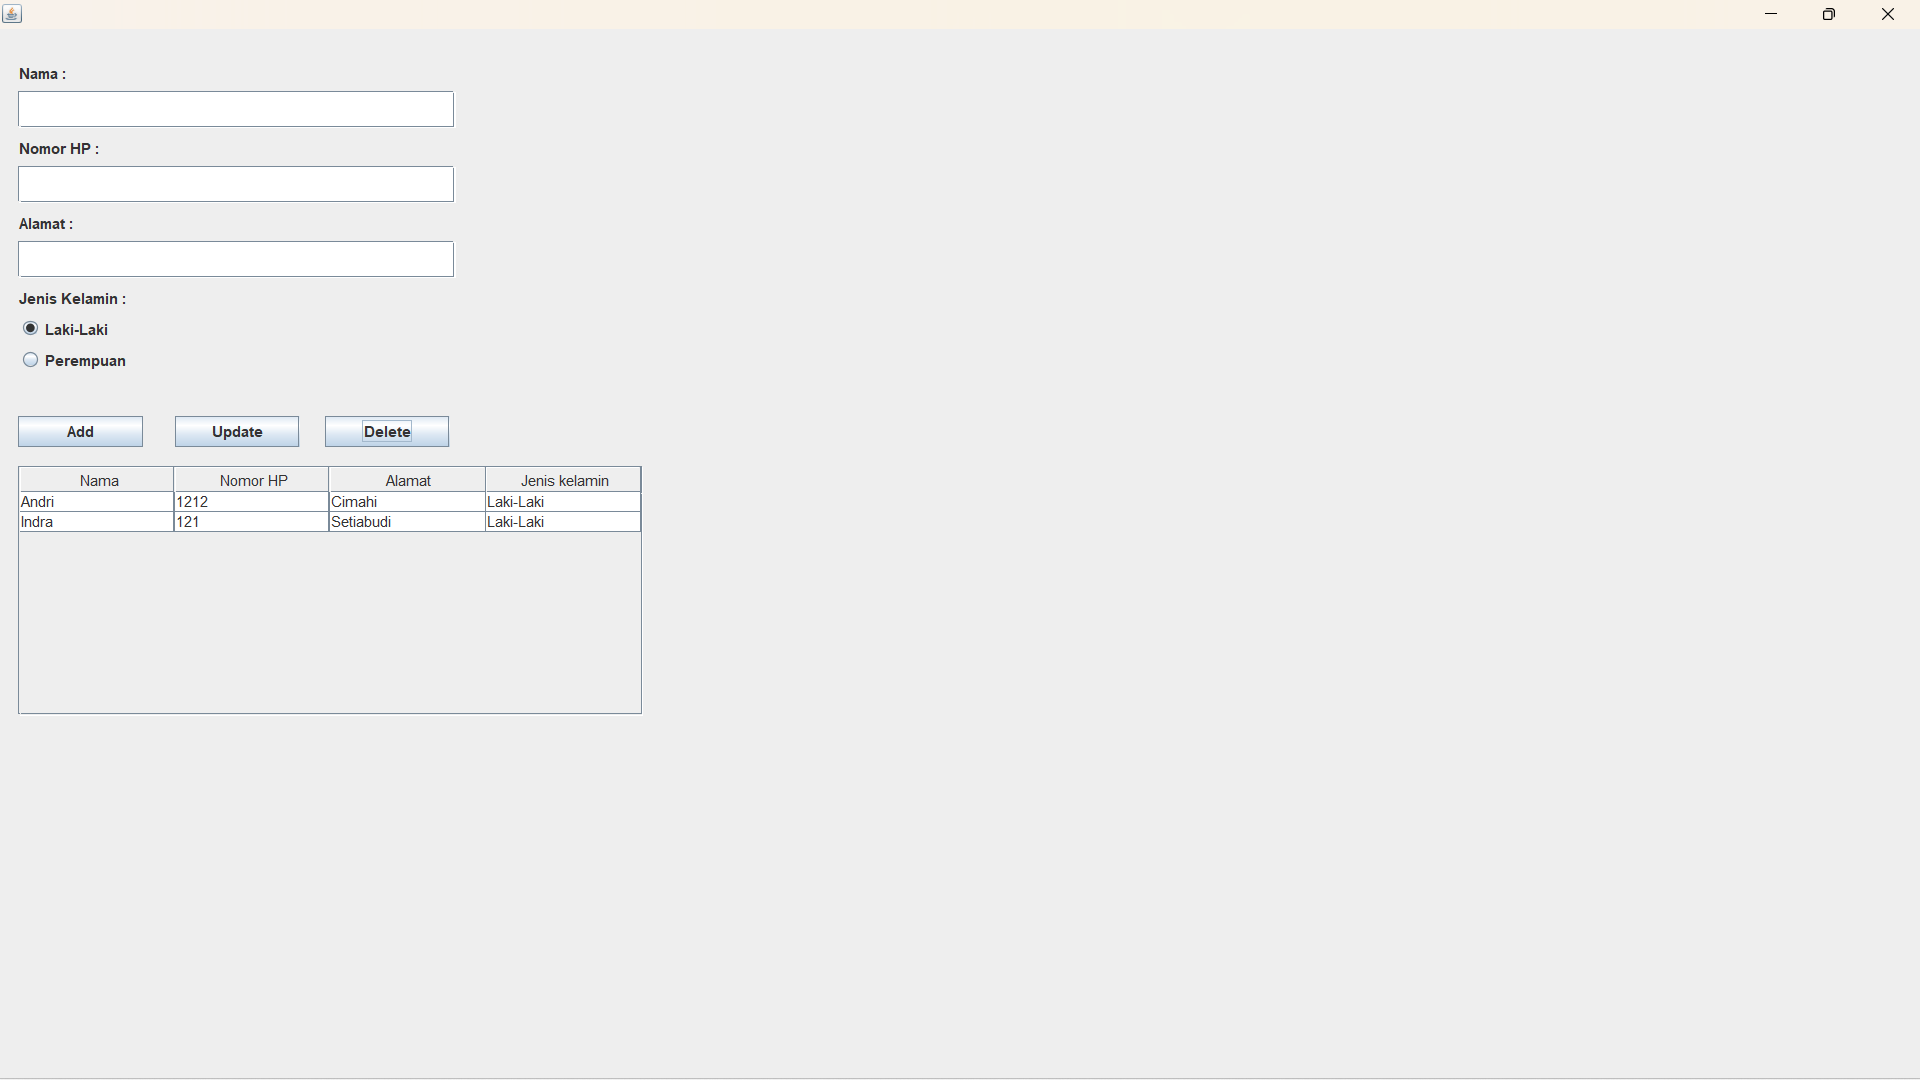 Nama :
Nomor HP :
Alamat :
Jenis Kelamin :
Laki-Laki
Perempuan
Add Update Delete
Nama Nomor HP Alamat Jenis kelamin
Andri 1212 Cimahi Laki-Laki
Indra 121 Setiabudi Laki-Laki